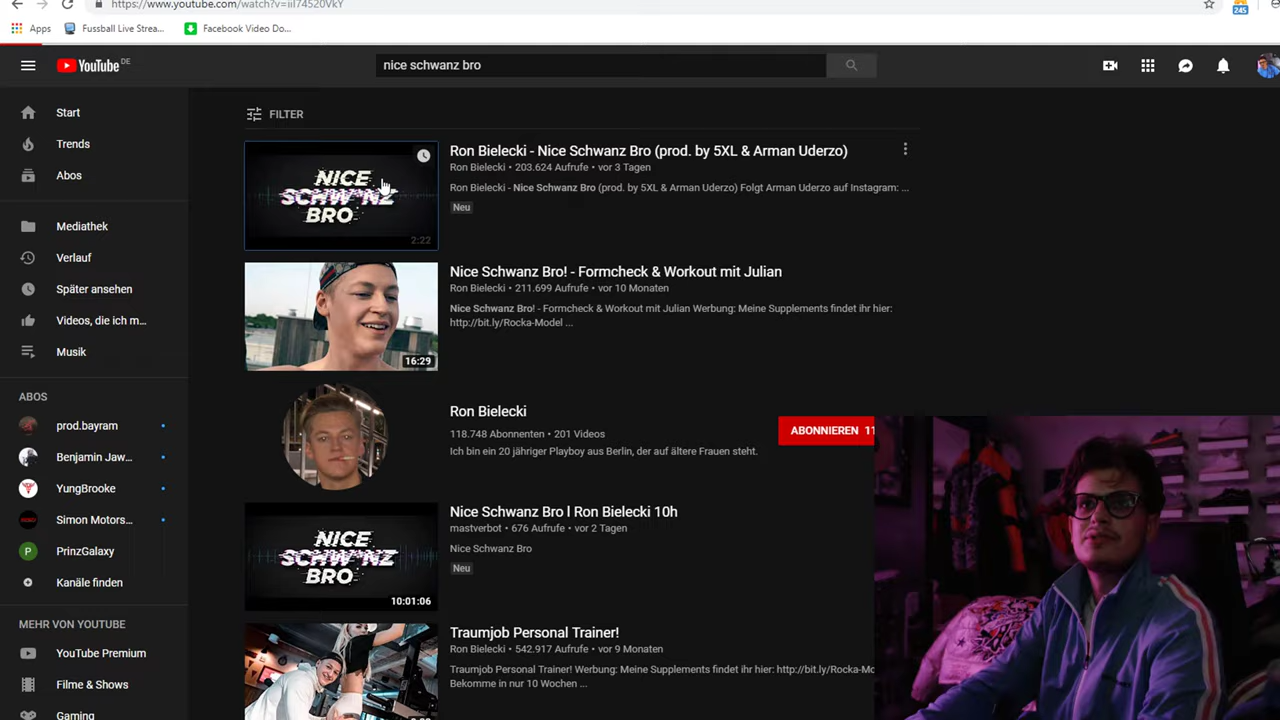 https://www.youtube.com/watch?v=iiI74520VkY
Apps
Fussball Live Strea...
Facebook Video Do...
245
YouTube DE
nice schwanz bro
Start
Trends
Abos
Mediathek
Verlauf
Später ansehen
Videos, die ich m...
Musik
ABOS
prod.bayram
Benjamin Jaw...
YungBrooke
Simon Motors...
P
PrinzGalaxy
Kanäle finden
MEHR VON YOUTUBE
YouTube Premium
Filme & Shows
Gaming
FILTER
NICE
SCHW*NZ
BRO
2:22
Ron Bielecki - Nice Schwanz Bro (prod. by 5XL & Arman Uderzo)
Ron Bielecki • 203.624 Aufrufe • vor 3 Tagen
Ron Bielecki - Nice Schwanz Bro (prod. by 5XL & Arman Uderzo) Folgt Arman Uderzo auf Instagram: ...
Neu
16:29
Nice Schwanz Bro! - Formcheck & Workout mit Julian
Ron Bielecki • 211.699 Aufrufe • vor 10 Monaten
Nice Schwanz Bro! - Formcheck & Workout mit Julian Werbung: Meine Supplements findet ihr hier:
http://bit.ly/Rocka-Model ...
Ron Bielecki
118.748 Abonnenten • 201 Videos
Ich bin ein 20 jähriger Playboy aus Berlin, der auf ältere Frauen steht.
ABONNIEREN 11
NICE
SCHW*NZ
BRO
10:01:06
Nice Schwanz Bro l Ron Bielecki 10h
mastverbot • 676 Aufrufe • vor 2 Tagen
Nice Schwanz Bro
Neu
Traumjob Personal Trainer!
Ron Bielecki • 542.917 Aufrufe • vor 9 Monaten
Traumjob Personal Trainer! Werbung: Meine Supplements findet ihr hier: http://bit.ly/Rocka-Mode
Bekomme in nur 10 Wochen ...